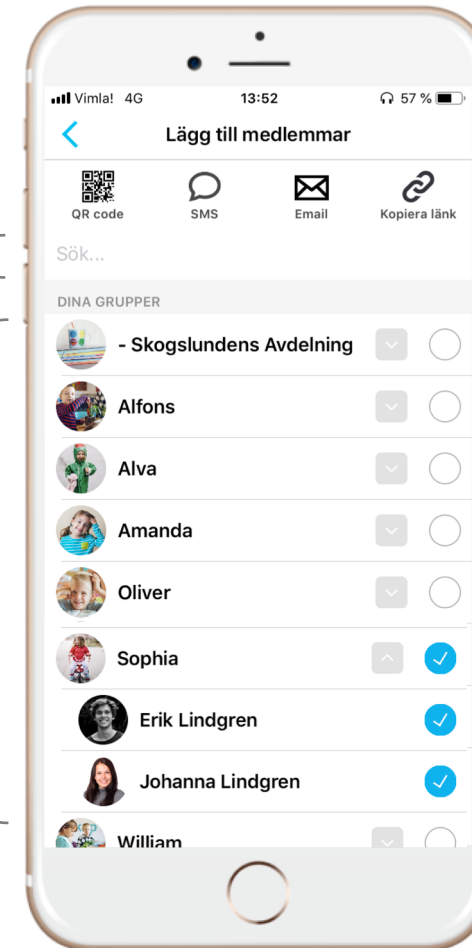 Vimla! 4G 13:52 57 %
Lägg till medlemmar
QR code SMS Email Kopiera länk
Sök...
DINA GRUPPER
- Skogslundens Avdelning
Alfons
Alva
Amanda
Oliver
Sophia
Erik Lindgren
Johanna Lindgren
William